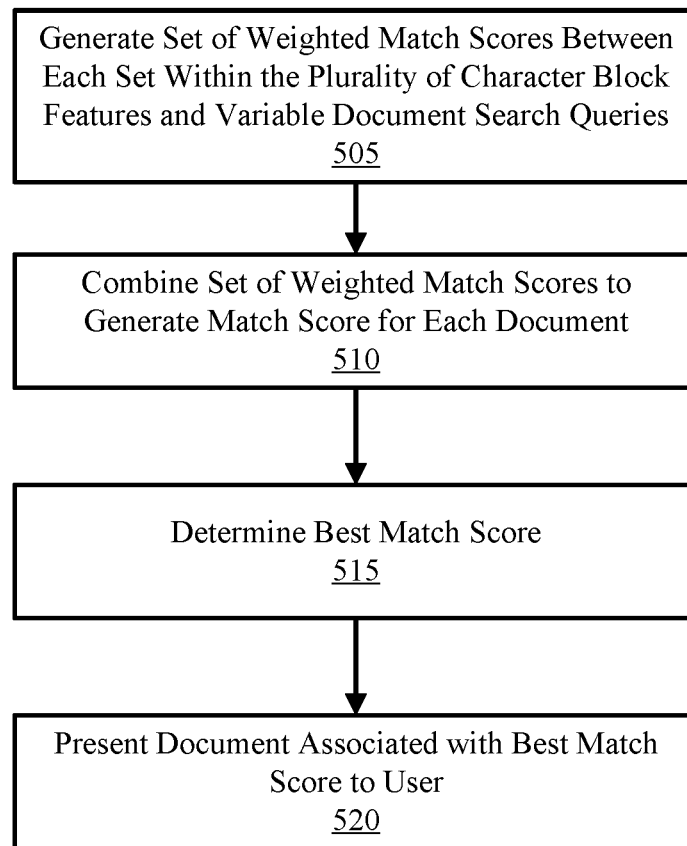 Generate Set of Weighted Match Scores Between
Each Set Within the Plurality of Character Block
Features and Variable Document Search Queries
505
Combine Set of Weighted Match Scores to
Generate Match Score for Each Document
510
Determine Best Match Score
515
Present Document Associated with Best Match
Score to User
520